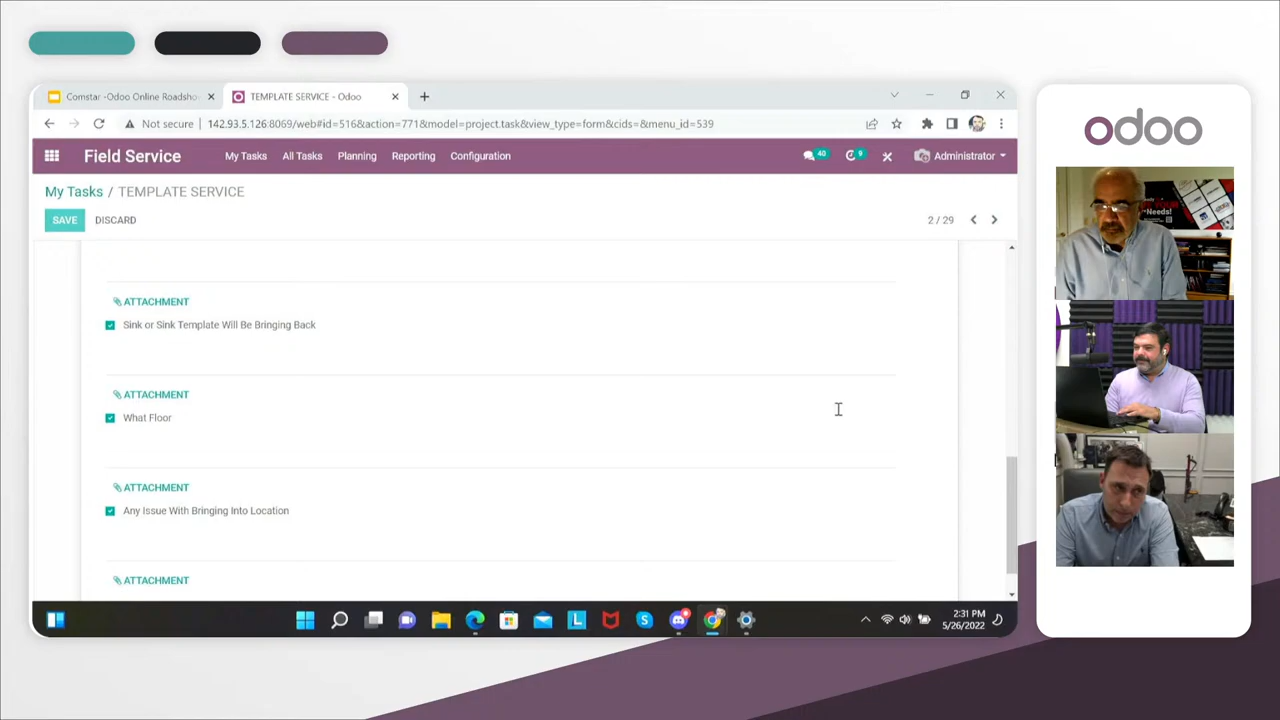 Comstar -Odoo Online Roadsho
TEMPLATE SERVICE - Odoo
Not secure
142.93.5.126:8069/web#id=516&action=771&model=project.task&view_type=form&cids=&menu_id=539
Field Service
My Tasks
All Tasks
Planning
Reporting
Configuration
40
9
Administrator
My Tasks / TEMPLATE SERVICE
SAVE
DISCARD
2 / 29
ATTACHMENT
Sink or Sink Template Will Be Bringing Back
ATTACHMENT
What Floor
ATTACHMENT
Any Issue With Bringing Into Location
ATTACHMENT
2:31 PM
5/26/2022
odoo
Needs!